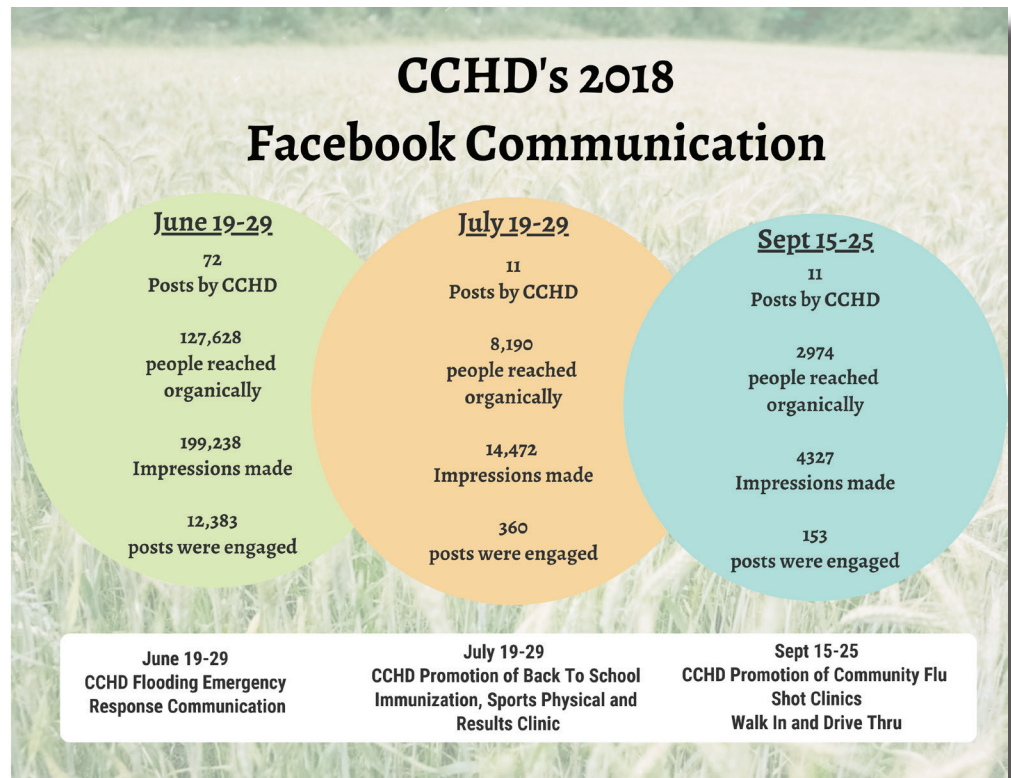 CCHD's 2018
Facebook Communication
June 19-29
72
Posts by CCHD
127,628
people reached
organically
199,238
Impressions made
12,383
posts were engaged
July 19-29
11
Posts by CCHD
8,190
people reached
organically
14,472
Impressions made
360
posts were engaged
Sept 15-25
11
Posts by CCHD
2974
people reached
organically
4327
Impressions made
153
posts were engaged
June 19-29
CCHD Flooding Emergency
Response Communication
July 19-29
CCHD Promotion of Back To School
Immunization, Sports Physical and
Results Clinic
Sept 15-25
CCHD Promotion of Community Flu
Shot Clinics
Walk In and Drive Thru